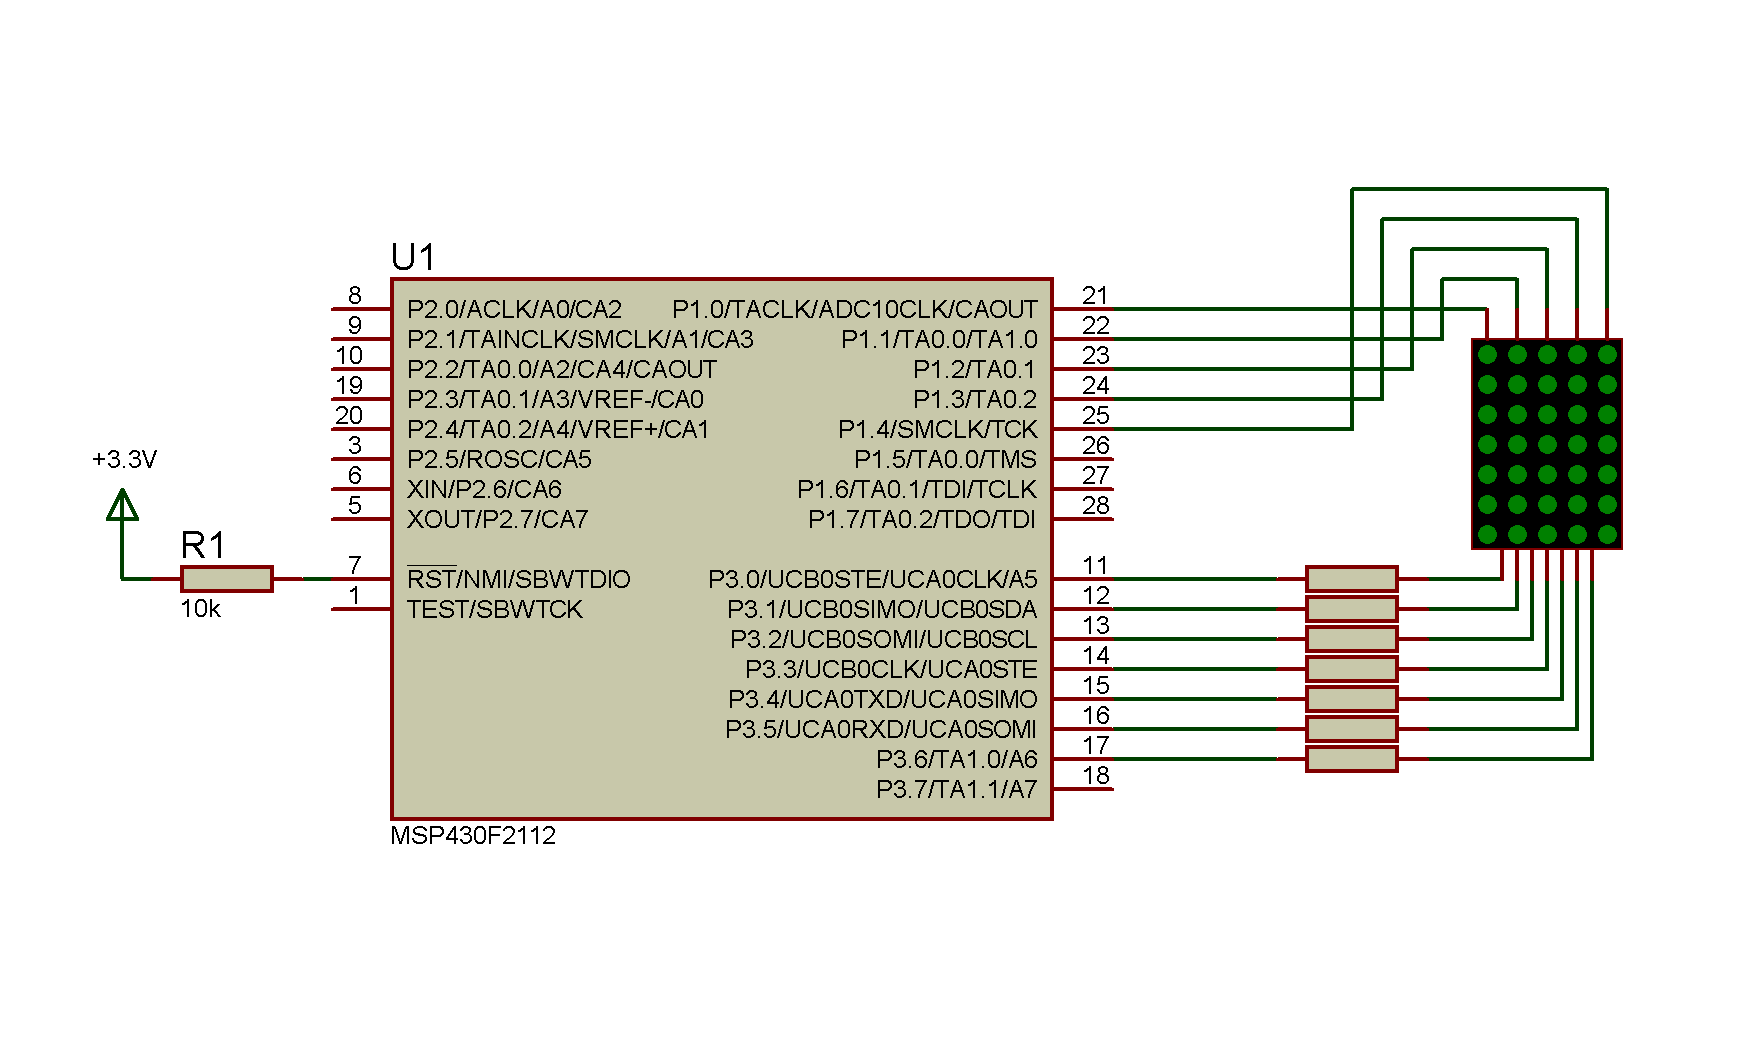 U1
8 P2.0/ACLK/A0/CA2 P1.0/TACLK/ADC10CLK/CAOUT 21
9 P2.1/TAINCLK/SMCLK/A1/CA3 P1.1/TA0.0/TA1.0 22
10 P2.2/TA0.0/A2/CA4/CAOUT P1.2/TA0.1 23
19 P2.3/TA0.1/A3/VREF-/CA0 P1.3/TA0.2 24
20 P2.4/TA0.2/A4/VREF+/CA1 P1.4/SMCLK/TCK 25
+3.3V
3 P2.5/ROSC/CA5 P1.5/TA0.0/TMS 26
6 XIN/P2.6/CA6 P1.6/TA0.1/TDI/TCLK 27
5 XOUT/P2.7/CA7 P1.7/TA0.2/TDO/TDI 28
R1
7 RST/NMI/SBWTDIO P3.0/UCB0STE/UCA0CLK/A5 11
10k
1 TEST/SBWTCK P3.1/UCB0SIMO/UCB0SDA 12
P3.2/UCB0SOMI/UCB0SCL 13
P3.3/UCB0CLK/UCA0STE 14
P3.4/UCA0TXD/UCA0SIMO 15
P3.5/UCA0RXD/UCA0SOMI 16
P3.6/TA1.0/A6 17
P3.7/TA1.1/A7 18
MSP430F2112